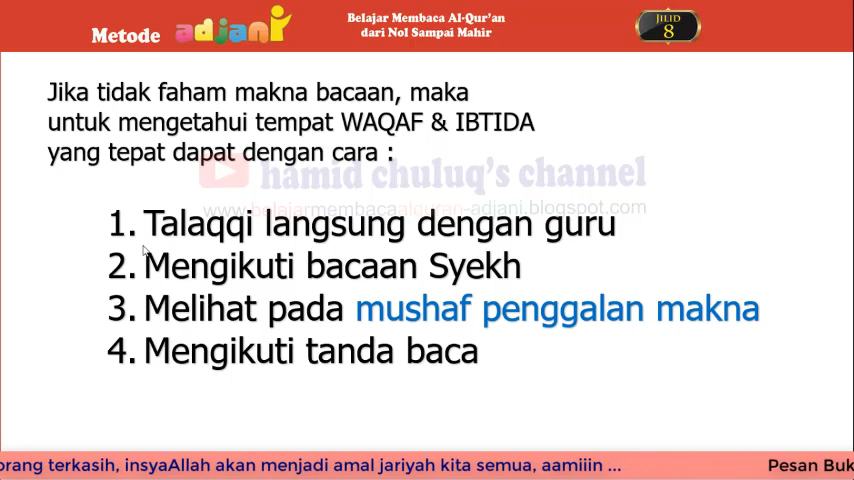 Metode adjani
Belajar Membaca Al-Qur'an
dari Nol Sampai Mahir
JILID
8
Jika tidak faham makna bacaan, maka
untuk mengetahui tempat WAQAF & IBTIDA
yang tepat dapat dengan cara :
hamid chuluq's channel
www.belajarmembacaalquran-adjani.blogspot.com
1. Talaqqi langsung dengan guru
2. Mengikuti bacaan Syekh
3. Melihat pada mushaf penggalan makna
4. Mengikuti tanda baca
orang terkasih, insyaAllah akan menjadi amal jariyah kita semua, aamiiin ... Pesan Buk